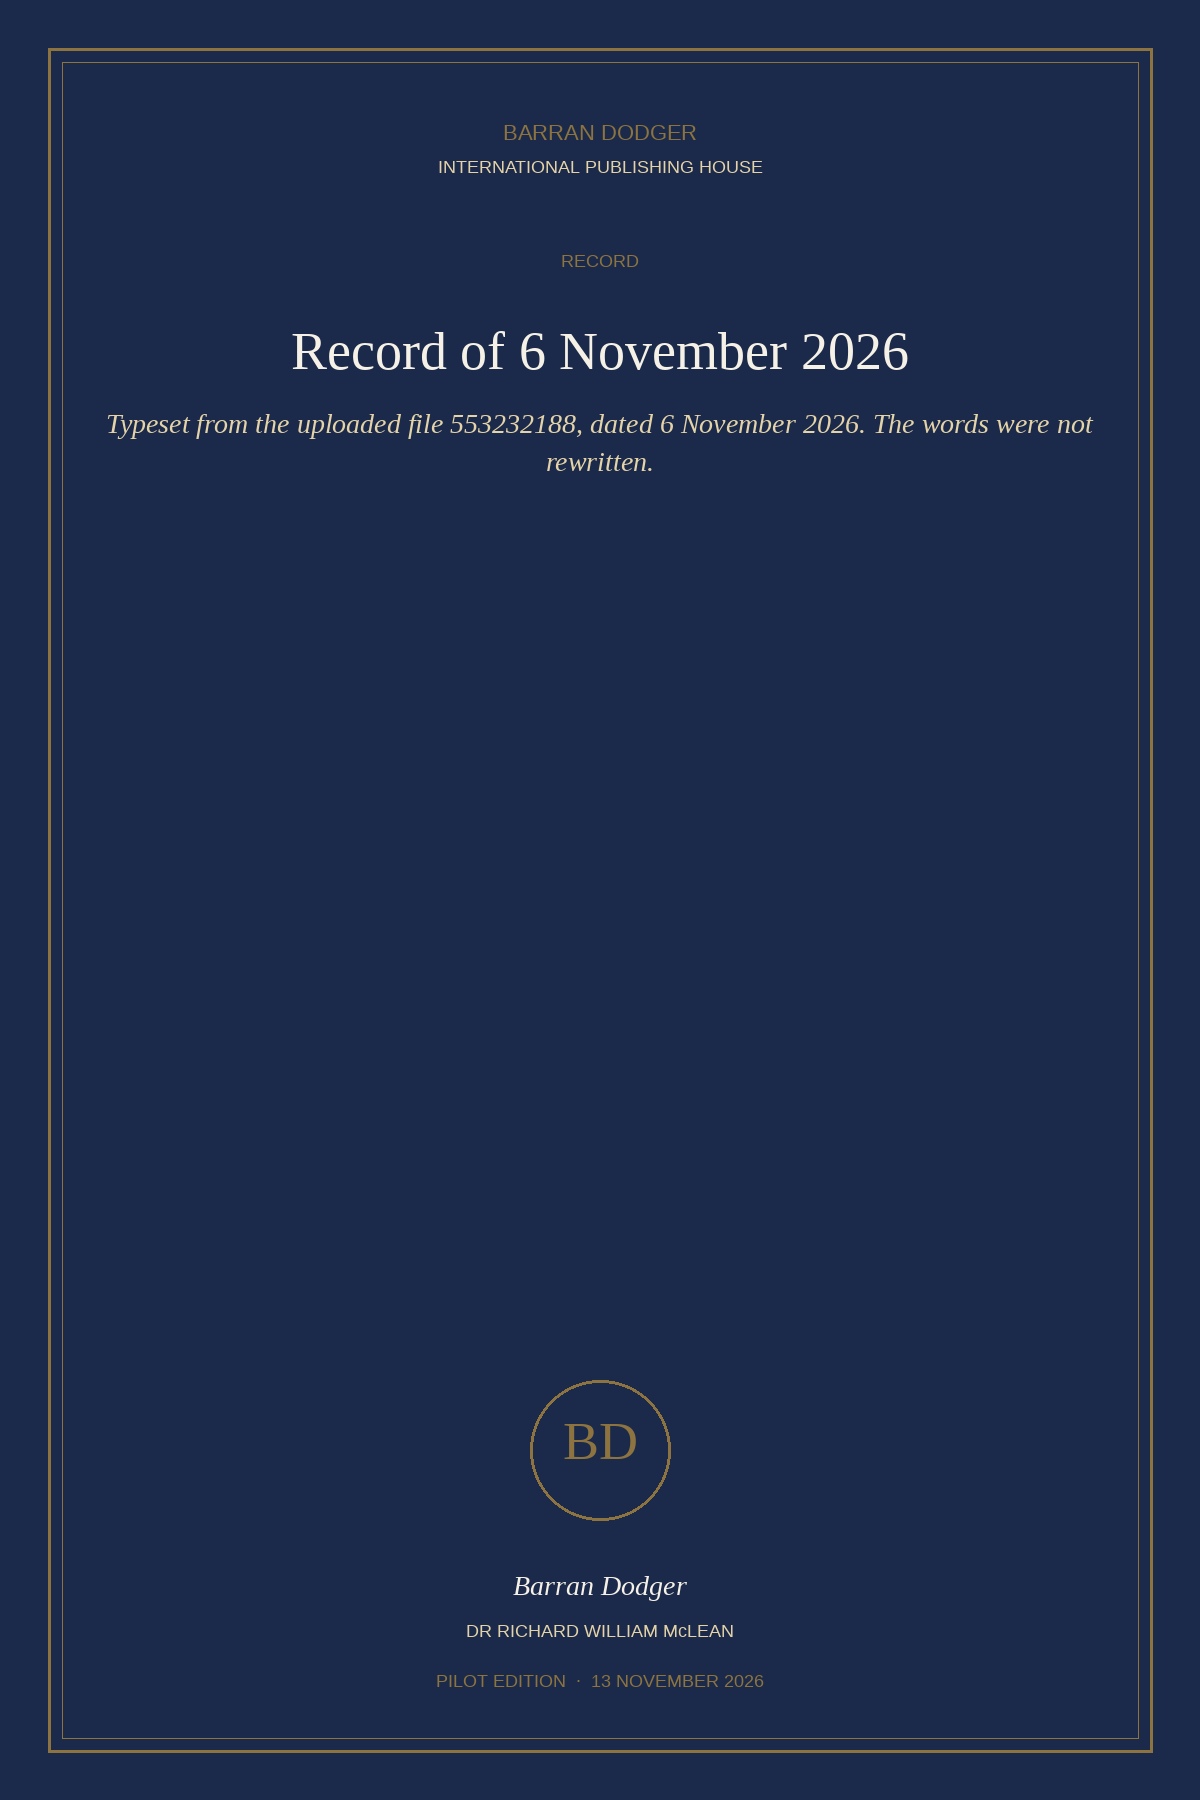 BARRAN DODGER
INTERNATIONAL PUBLISHING HOUSE
RECORD
Record of 6 November 2026
Typeset from the uploaded file 553232188, dated 6 November 2026. The words were not
rewritten.
BD
Barran Dodger
DR RICHARD WILLIAM McLEAN
PILOT EDITION · 13 NOVEMBER 2026